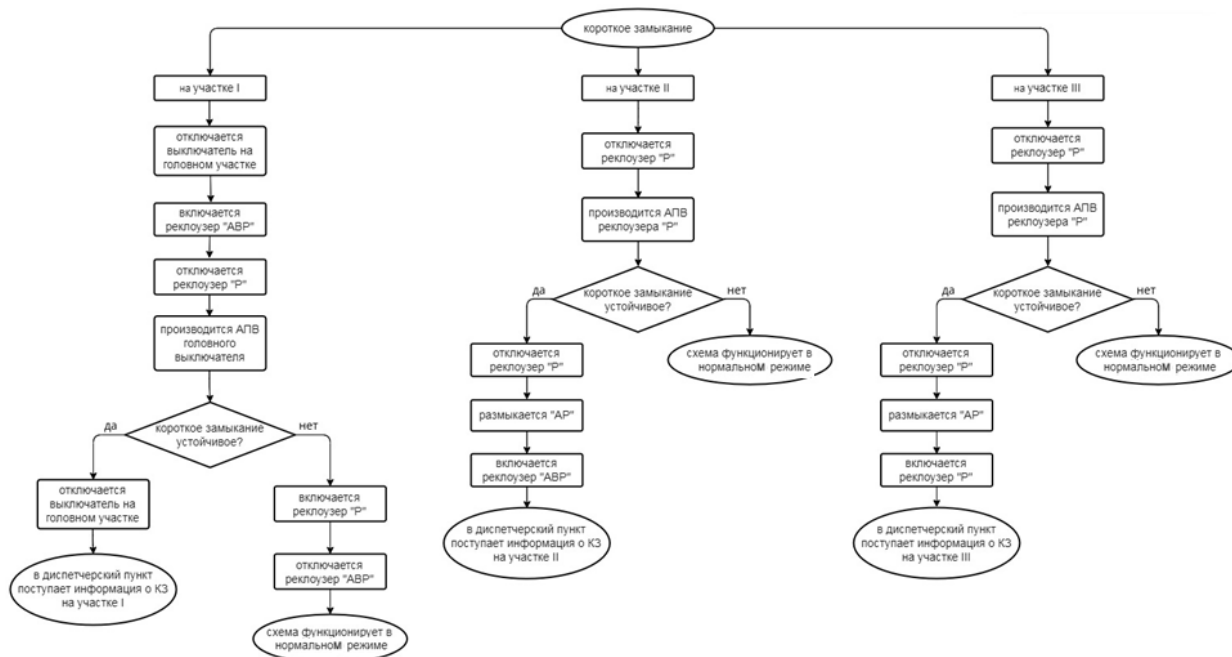 короткое замыкание
на участке I
отключается
выключатель на
головном участке
включается
реклоузер "АВР"
отключается
реклоузер "Р"
производится АПВ
головного
выключателя
да
короткое замыкание
устойчивое?
нет
отключается
выключатель на
головном участке
в диспетчерский пункт
поступает информация о КЗ
на участке I
включается
реклоузер "Р"
отключается
реклоузер "АВР"
схема функционирует в
нормальном режиме
на участке II
отключается
реклоузер "Р"
производится АПВ
реклоузера "Р"
да
короткое замыкание
устойчивое?
нет
отключается
реклоузер "Р"
размыкается "АР"
включается
реклоузер "АВР"
в диспетчерский пункт
поступает информация о КЗ
на участке II
схема функционирует в
нормальном режиме
на участке III
отключается
реклоузер "Р"
производится АПВ
реклоузера "Р"
да
короткое замыкание
устойчивое?
нет
отключается
реклоузер "Р"
размыкается "АР"
включается
реклоузер "Р"
в диспетчерский пункт
поступает информация о КЗ
на участке III
схема функционирует в
нормальном режиме